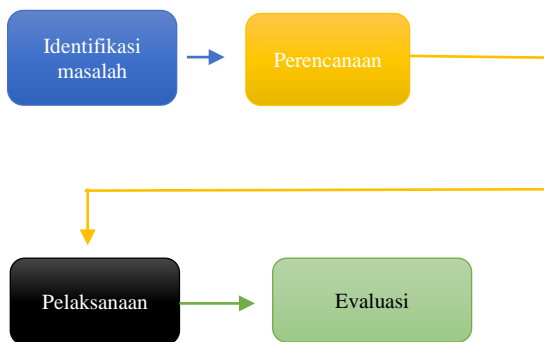 Identifikasi
masalah
Perencanaan
Pelaksanaan
Evaluasi